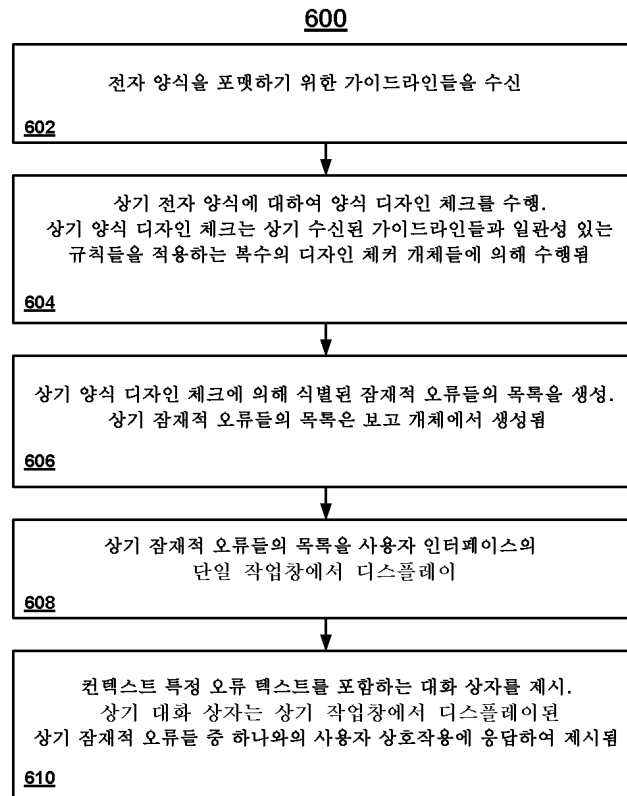 600
전자 양식을 포맷하기 위한 가이드라인들을 수신
602
상기 전자 양식에 대하여 양식 디자인 체크를 수행.
상기 양식 디자인 체크는 상기 수신된 가이드라인들과 일관성 있는
규칙들을 적용하는 복수의 디자인 체커 개체들에 의해 수행됨
604
상기 양식 디자인 체크에 의해 식별된 잠재적 오류들의 목록을 생성.
상기 잠재적 오류들의 목록은 보고 개체에서 생성됨
606
상기 잠재적 오류들의 목록을 사용자 인터페이스의
단일 작업창에서 디스플레이
608
컨텍스트 특정 오류 텍스트를 포함하는 대화 상자를 제시.
상기 대화 상자는 상기 작업창에서 디스플레이된
상기 잠재적 오류들 중 하나와의 사용자 상호작용에 응답하여 제시됨
610